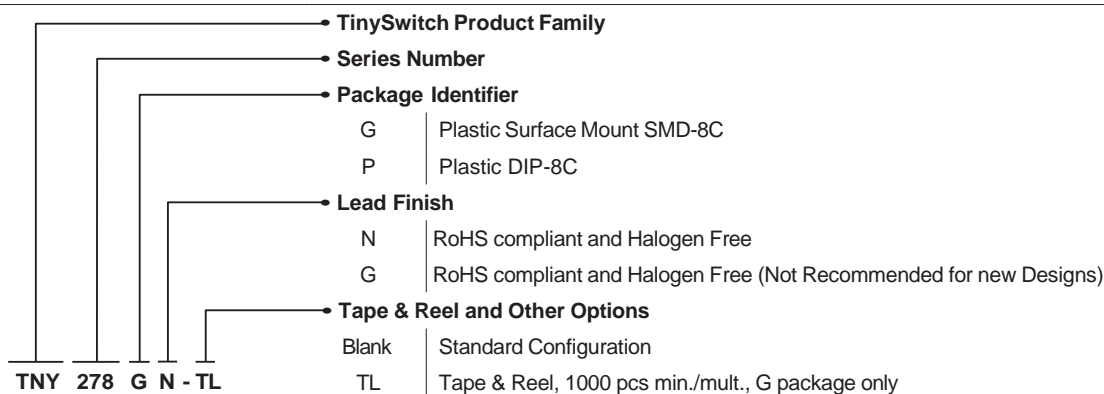 TinySwitch Product Family
Series Number
Package Identifier
G Plastic Surface Mount SMD-8C
P Plastic DIP-8C
Lead Finish
N RoHS compliant and Halogen Free
G RoHS compliant and Halogen Free (Not Recommended for new Designs)
Tape & Reel and Other Options
Blank Standard Configuration
TNY 278 G N - TL TL Tape & Reel, 1000 pcs min./mult., G package only